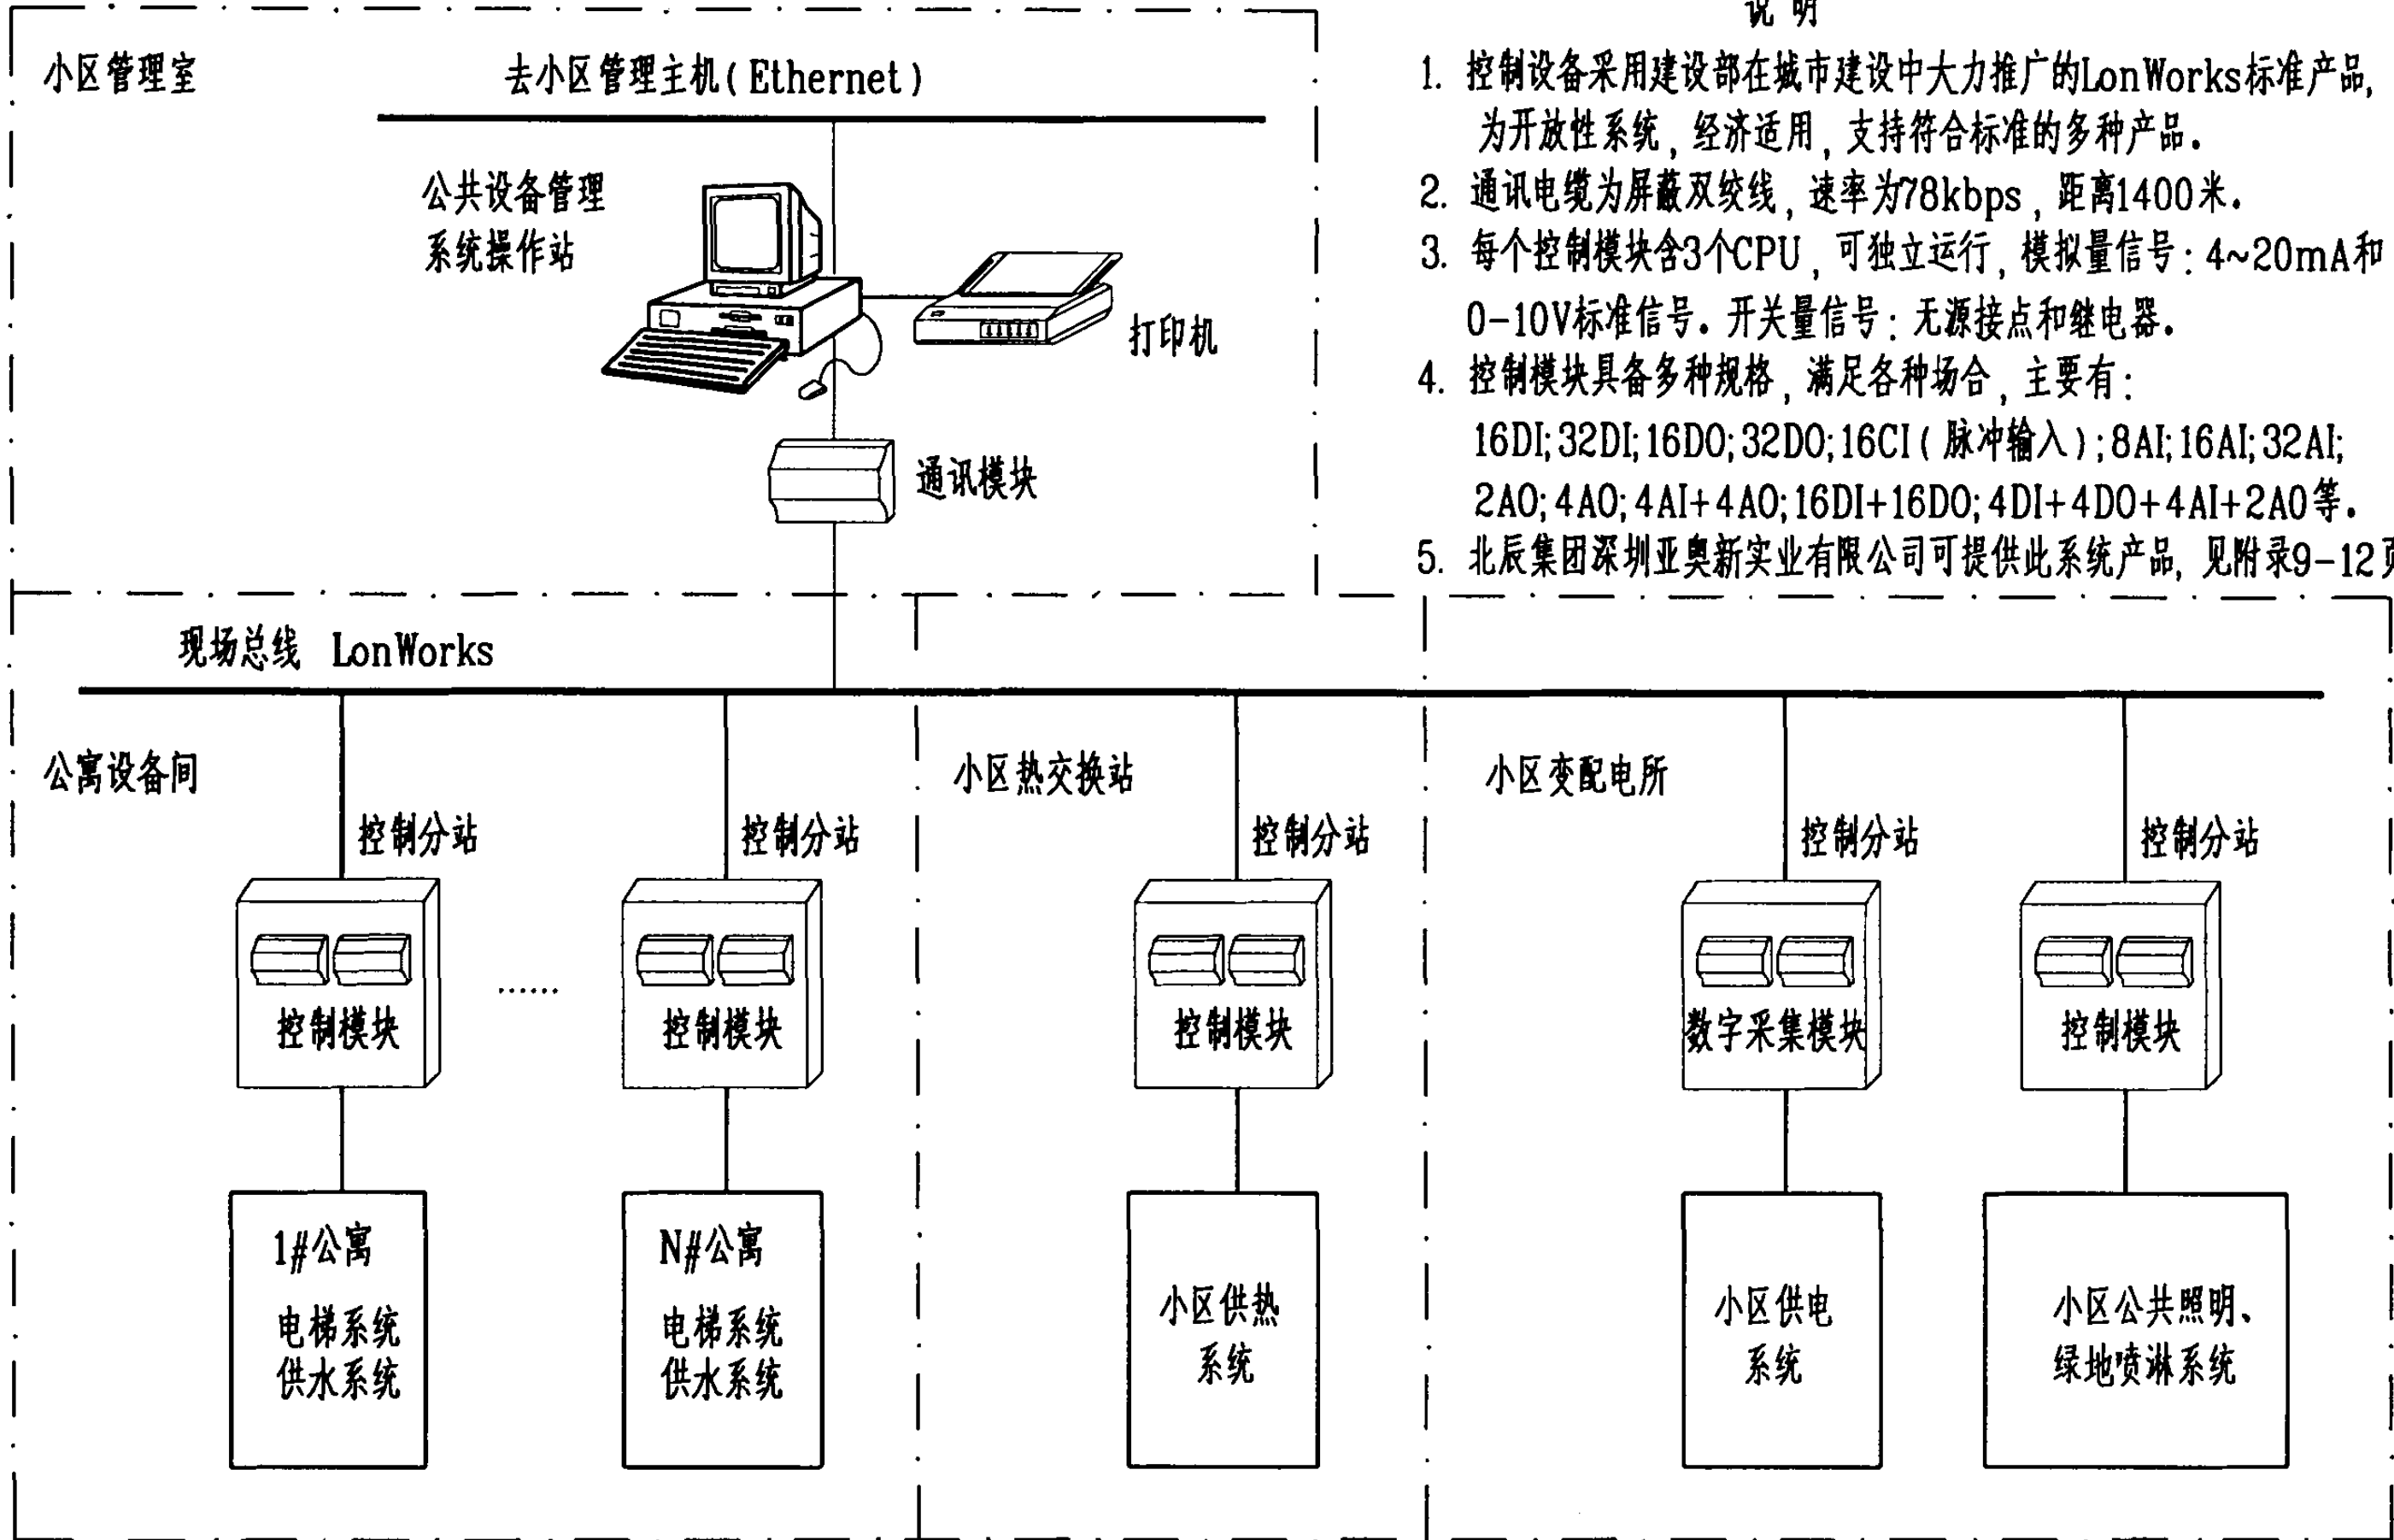 小区管理室
去小区管理主机(Ethernet)
公共设备管理
系统操作站
打印机
通讯模块
说 明
1. 控制设备采用建设部在城市建设中大力推广的LonWorks标准产品,
为开放性系统, 经济适用, 支持符合标准的多种产品.
2. 通讯电缆为屏蔽双绞线, 速率为78kbps, 距离1400米.
3. 每个控制模块含3个CPU, 可独立运行, 模拟量信号: 4~20mA和
0-10V标准信号. 开关量信号: 无源接点和继电器.
4. 控制模块具备多种规格, 满足各种场合, 主要有:
16DI; 32DI; 16DO; 32DO; 16CI(脉冲输入); 8AI; 16AI; 32AI;
2AO; 4AO; 4AI+4AO; 16DI+16DO; 4DI+4DO+4AI+2AO等.
5. 北辰集团深圳亚奥新实业有限公司可提供此系统产品, 见附录9-12页
现场总线 LonWorks
公寓设备间
控制分站
控制模块
1#公寓
电梯系统
供水系统
......
控制分站
控制模块
N#公寓
电梯系统
供水系统
小区热交换站
控制分站
控制模块
小区供热
系统
小区变配电所
控制分站
数字采集模块
小区供电
系统
控制分站
控制模块
小区公共照明、
绿地喷淋系统